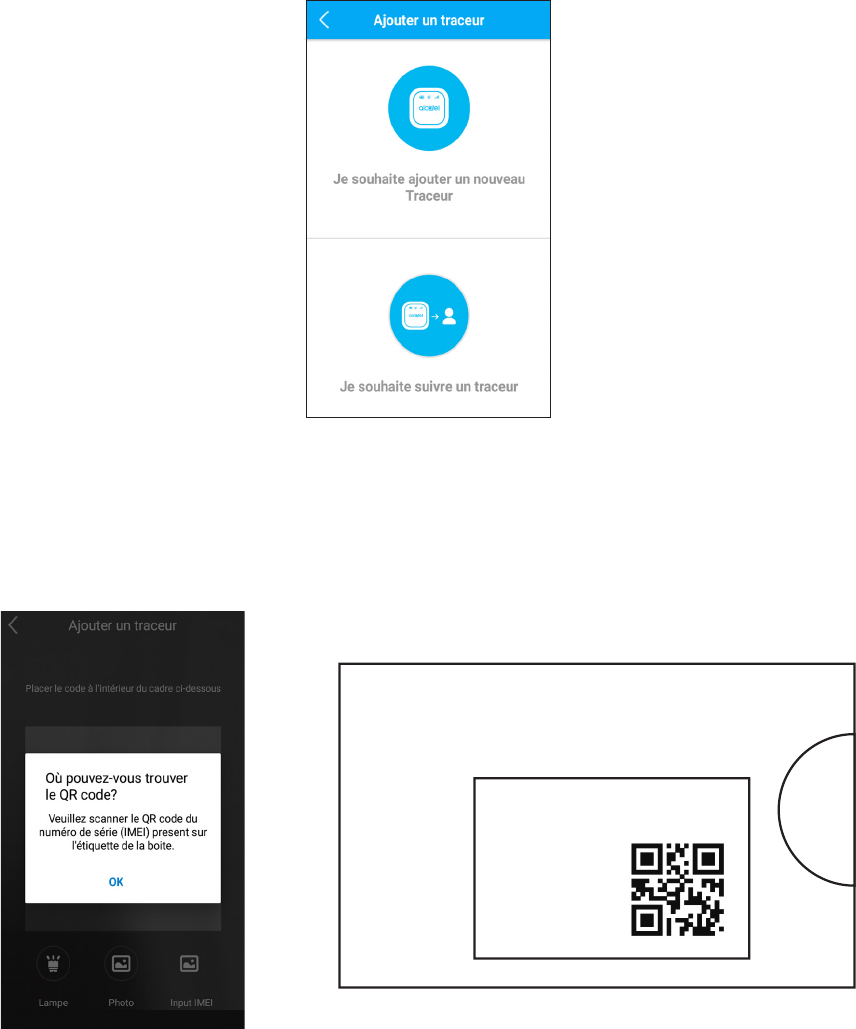 Ajouter un traceur
alcatel
Je souhaite ajouter un nouveau
Traceur
alcatel
Je souhaite suivre un traceur
Ajouter un traceur
Placer le code à l'intérieur du cadre ci-dessous
Où pouvez-vous trouver
le QR code?
Veuillez scanner le QR code du
numéro de série (IMEI) present sur
l'étiquette de la boite.
OK
Lampe Photo Input IMEI